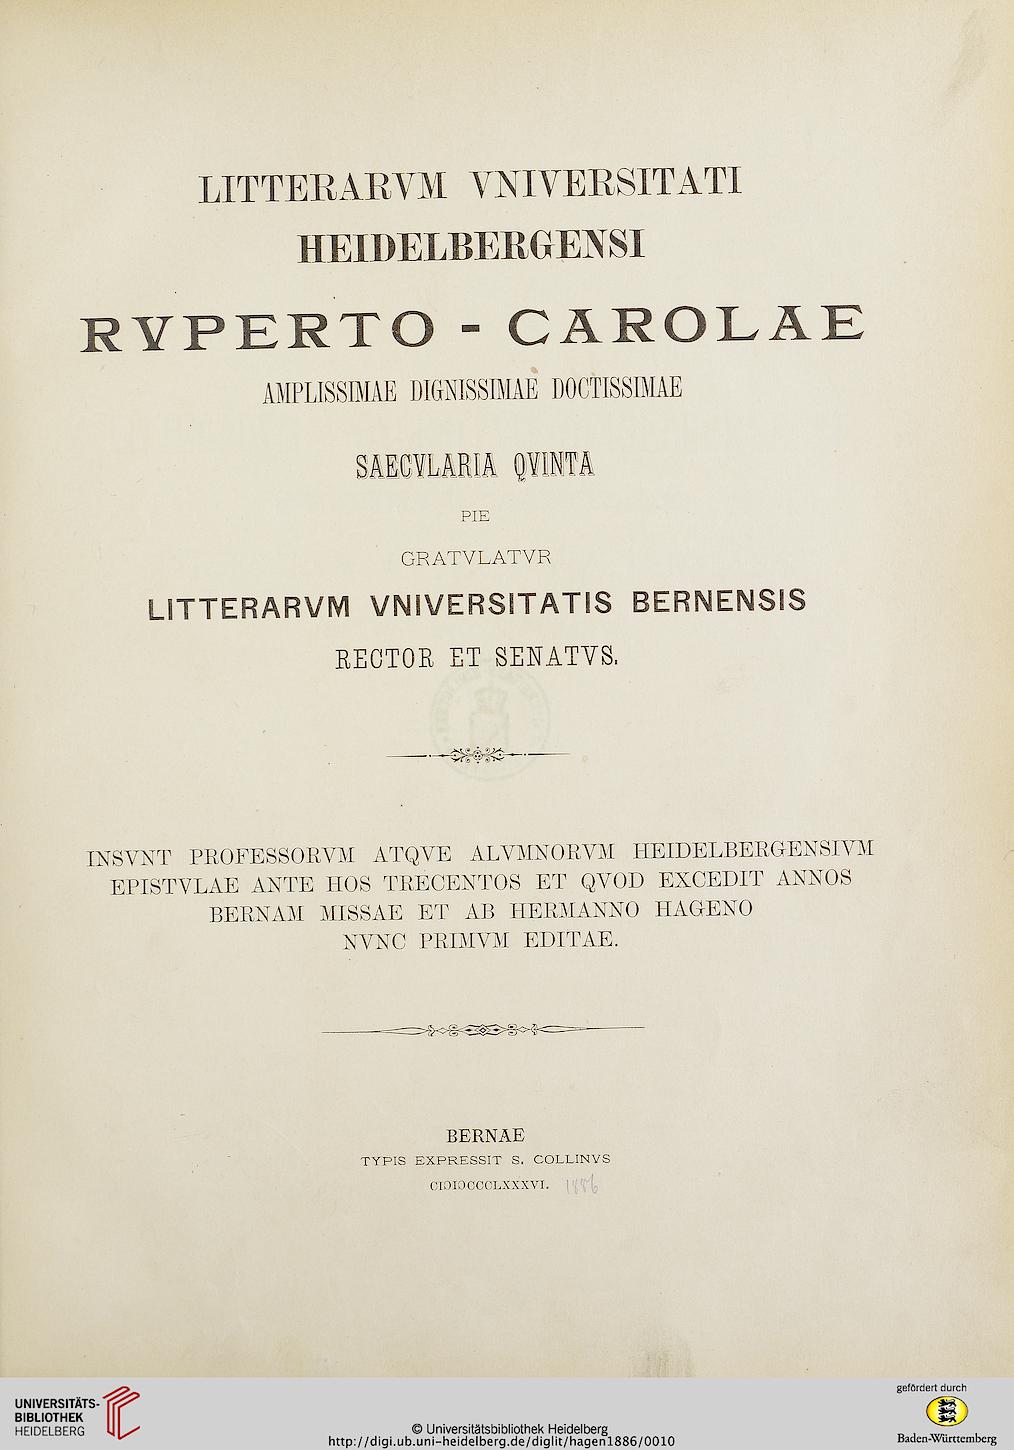 LITTERARVM VNIVERSITATI
HEIDELBERGENSI
RVPERTO - CAROLAE
AMPLISSIMAE DIGNISSIMAE DOCTISSIMAE
SAECVLARIA QVINTA
PIE
GRATVLATVR
LITTERARVM VNIVERSITATIS BERNENSIS
RECTOR ET SENATVS.
INSVNT PROFESSORVM ATQVE ALVMNORVM HEIDELBERGENSIVM
EPISTVLAE ANTE HOS TRECENTOS ET QVOD EXCEDIT ANNOS
BERNAM MISSAE ET AB HERMANNO HAGENO
NVNC PRIMVM EDITAE.
BERNAE
TYPIS EXPRESSIT S. COLLINVS
CIƆIƆCCCLXXXVI. 1886
UNIVERSITÄTS-
BIBLIOTHEK
HEIDELBERG
© Universitätsbibliothek Heidelberg
http://digi.ub.uni-heidelberg.de/diglit/hagen1886/0010
gefördert durch
Baden-Württemberg